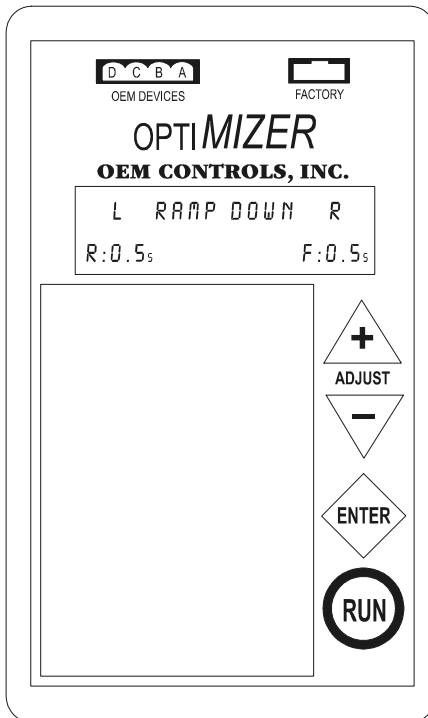 D C B A
OEM DEVICES
FACTORY
OPTIMIZER
OEM CONTROLS, INC.
L RAMP DOWN R
R:0.5s F:0.5s
+
ADJUST
−
ENTER
RUN